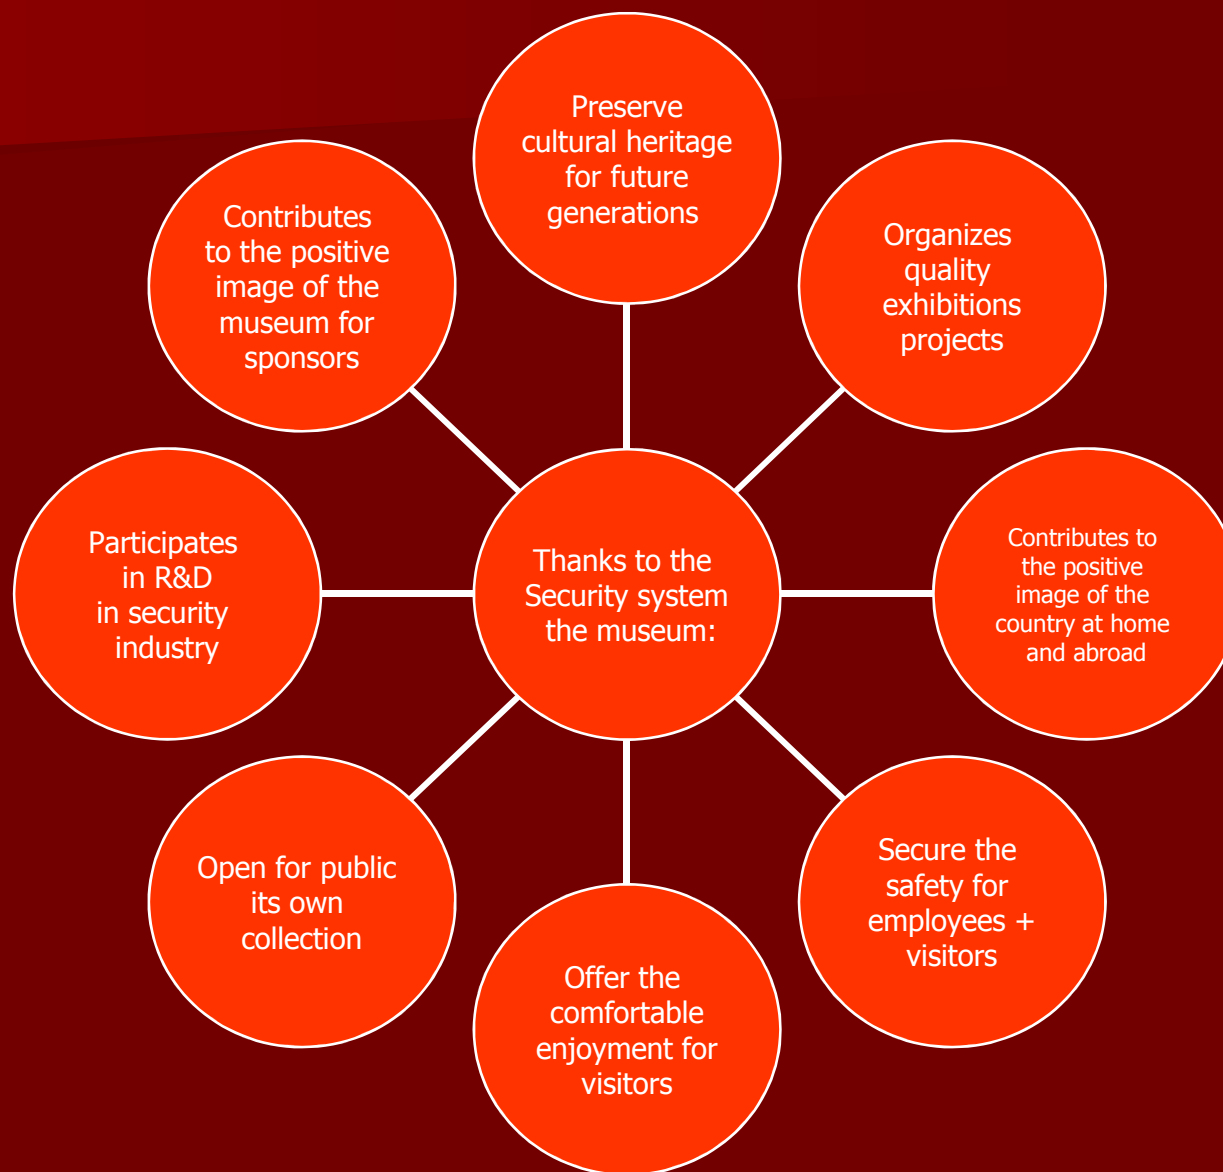 Preserve
cultural heritage
for future
generations
Organizes
quality
exhibitions
projects
Contributes to
the positive
image of the
country at home
and abroad
Secure the
safety for
employees +
visitors
Offer the
comfortable
enjoyment for
visitors
Open for public
its own
collection
Participates
in R&D
in security
industry
Contributes
to the positive
image of the
museum for
sponsors
Thanks to the
Security system
the museum: